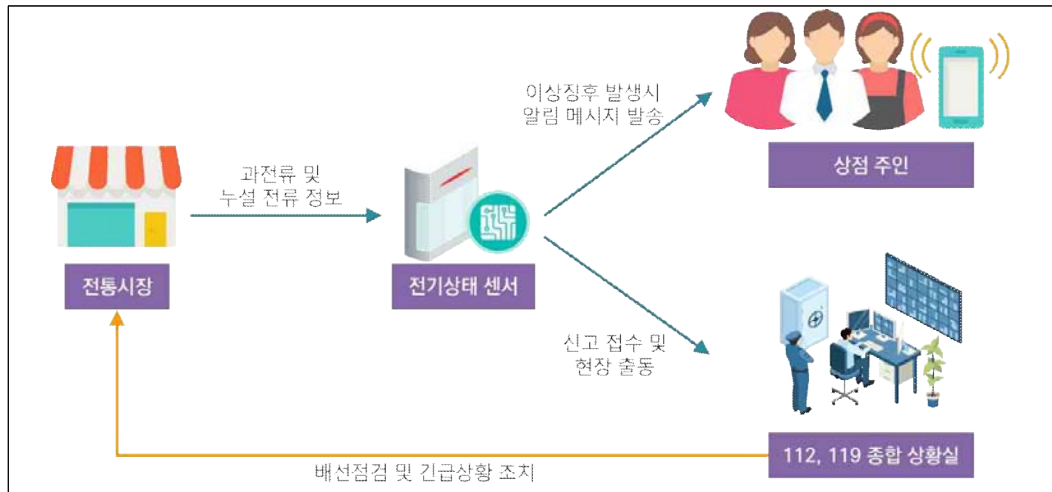 이상징후 발생시
알림 메시지 발송
상점 주인
과전류 및
누설 전류 정보
전통시장
전기상태 센서
신고 접수 및
현장 출동
112, 119 종합 상황실
배선점검 및 긴급상황 조치